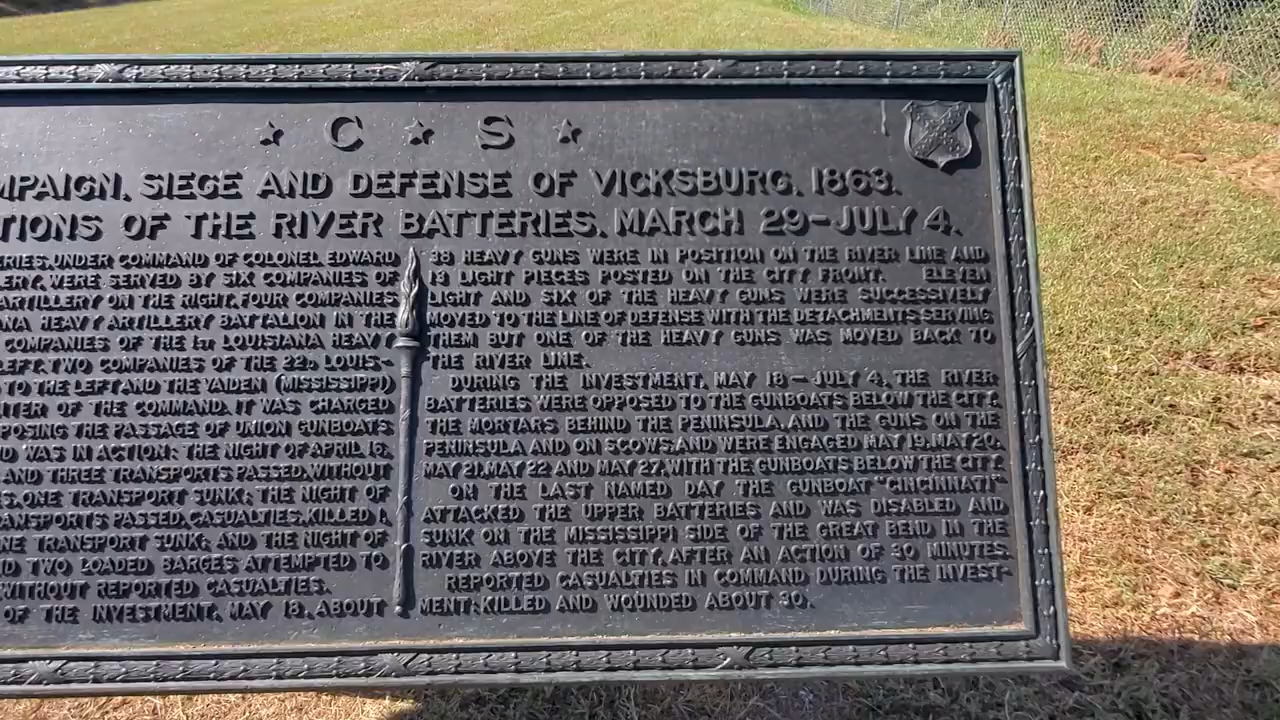 C S
MPAIGN, SIEGE AND DEFENSE OF VICKSBURG, 1863.
TIONS OF THE RIVER BATTERIES, MARCH 29–JULY 4.
ERIES, UNDER COMMAND OF COLONEL EDWARD
LERY, WERE SERVED BY SIX COMPANIES OF
ARTILLERY ON THE RIGHT, FOUR COMPANIES
NA HEAVY ARTILLERY BATTALION IN THE
COMPANIES OF THE 1ST LOUISIANA HEAVY
LEFT, TWO COMPANIES OF THE 22D LOUIS-
TO THE LEFT AND THE VAIDEN (MISSISSIPPI)
NTER OF THE COMMAND. IT WAS CHARGED
POSING THE PASSAGE OF UNION GUNBOATS
D WAS IN ACTION: THE NIGHT OF APRIL 16,
AND THREE TRANSPORTS PASSED, WITHOUT
S, ONE TRANSPORT SUNK; THE NIGHT OF
ANSPORTS PASSED, CASUALTIES, KILLED 1,
NE TRANSPORT SUNK; AND THE NIGHT OF
D TWO LOADED BARGES ATTEMPTED TO
WITHOUT REPORTED CASUALTIES.
OF THE INVESTMENT, MAY 18, ABOUT
38 HEAVY GUNS WERE IN POSITION ON THE RIVER LINE AND
13 LIGHT PIECES POSTED ON THE CITY FRONT. ELEVEN
LIGHT AND SIX OF THE HEAVY GUNS WERE SUCCESSIVELY
MOVED TO THE LINE OF DEFENSE WITH THE DETACHMENTS SERVING
THEM BUT ONE OF THE HEAVY GUNS WAS MOVED BACK TO
THE RIVER LINE.
DURING THE INVESTMENT, MAY 18–JULY 4, THE RIVER
BATTERIES WERE OPPOSED TO THE GUNBOATS BELOW THE CITY,
THE MORTARS BEHIND THE PENINSULA, AND THE GUNS ON THE
PENINSULA AND ON SCOWS, AND WERE ENGAGED MAY 19, MAY 20,
MAY 21, MAY 22 AND MAY 27, WITH THE GUNBOATS BELOW THE CITY.
ON THE LAST NAMED DAY THE GUNBOAT "CINCINNATI"
ATTACKED THE UPPER BATTERIES AND WAS DISABLED AND
SUNK ON THE MISSISSIPPI SIDE OF THE GREAT BEND IN THE
RIVER ABOVE THE CITY, AFTER AN ACTION OF 30 MINUTES.
REPORTED CASUALTIES IN COMMAND DURING THE INVEST-
MENT; KILLED AND WOUNDED ABOUT 30.